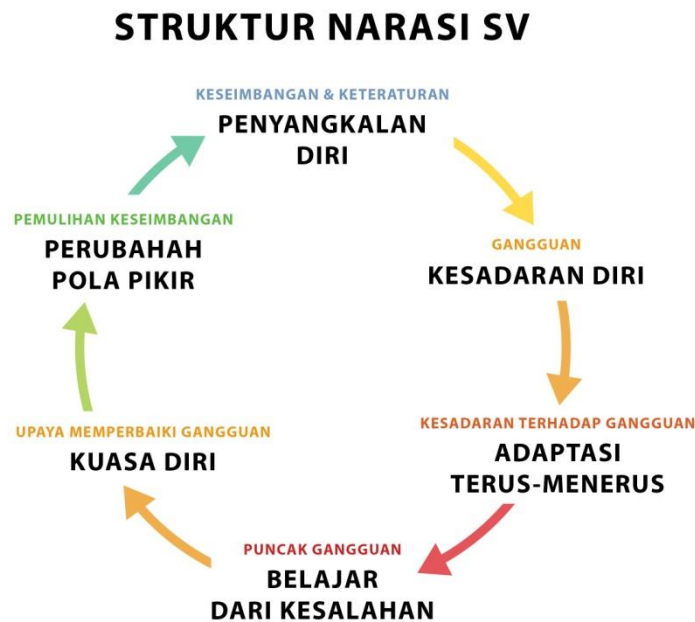 STRUKTUR NARASI SV
KESEIMBANGAN & KETERATURAN
PENYANGKALAN
DIRI
GANGGUAN
KESADARAN DIRI
KESADARAN TERHADAP GANGGUAN
ADAPTASI
TERUS-MENERUS
PUNCAK GANGGUAN
BELAJAR
DARI KESALAHAN
UPAYA MEMPERBAIKI GANGGUAN
KUASA DIRI
PEMULIHAN KESEIMBANGAN
PERUBAHAH
POLA PIKIR